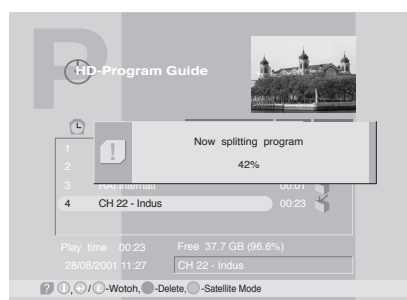 HD-Program Guide
1
Now splitting program
42%
2
3 RAI Internati 00:01
4 CH 22 - Indus 00:23
Play time 00:23 Free 37.7 GB (96.6%)
28/08/2001 11:27 CH 22 - Indus
-Wotoh, -Delete, -Satellite Mode